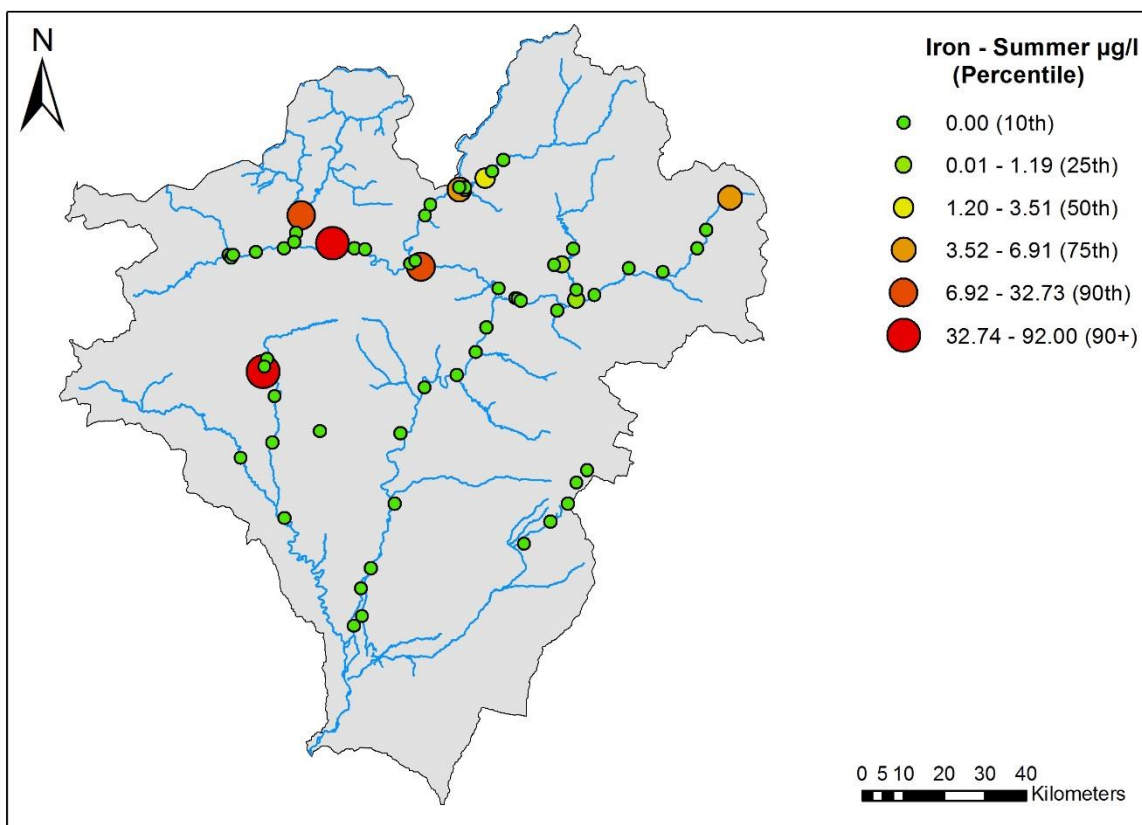 N
Iron - Summer µg/l
(Percentile)
0.00 (10th)
0.01 - 1.19 (25th)
1.20 - 3.51 (50th)
3.52 - 6.91 (75th)
6.92 - 32.73 (90th)
32.74 - 92.00 (90+)
0 5 10 20 30 40
Kilometers